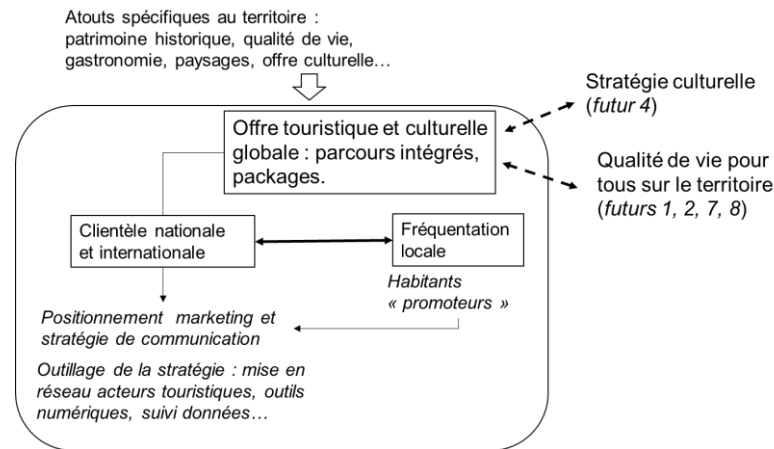 Atouts spécifiques au territoire :
patrimoine historique, qualité de vie,
gastronomie, paysages, offre culturelle…
Stratégie culturelle
(futur 4)
Offre touristique et culturelle
globale : parcours intégrés,
packages.
Qualité de vie pour
tous sur le territoire
(futurs 1, 2, 7, 8)
Clientèle nationale
et internationale
Fréquentation
locale
Habitants
« promoteurs »
Positionnement marketing et
stratégie de communication
Outillage de la stratégie : mise en
réseau acteurs touristiques, outils
numériques, suivi données…